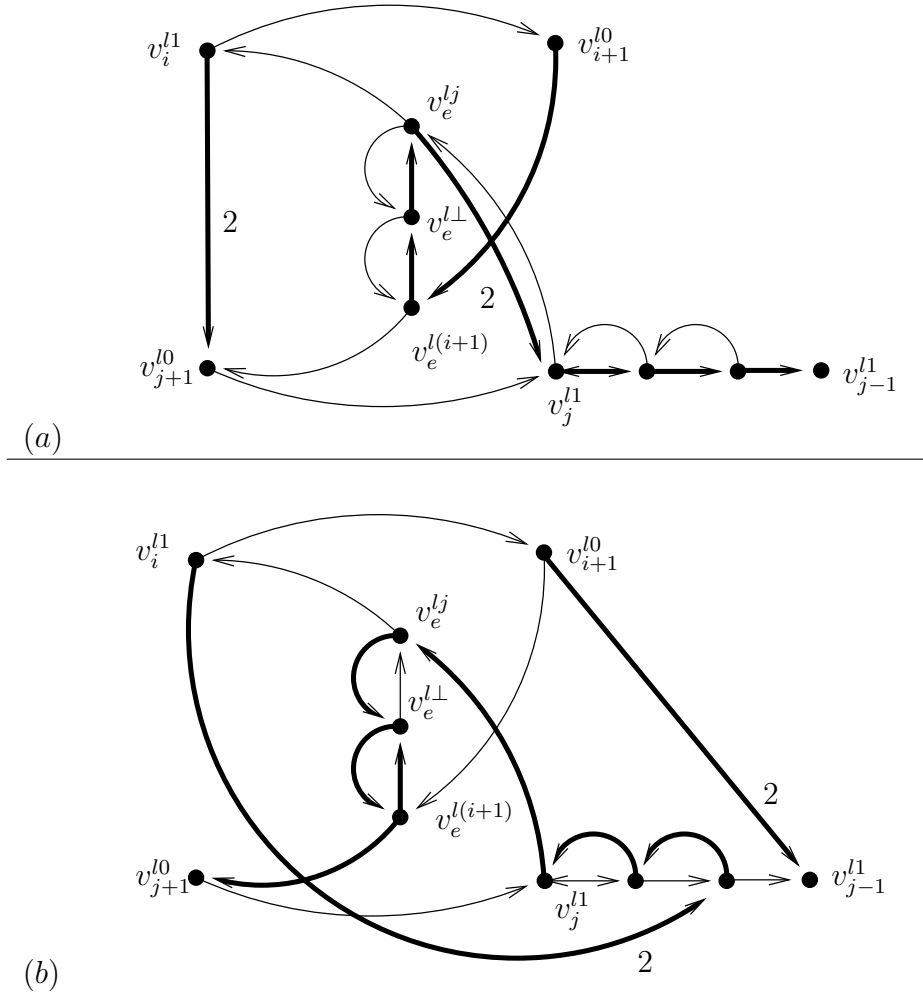 $v_i^{l1}$ $v_{i+1}^{l0}$
$v_e^{lj}$
2 $v_e^{l\perp}$
2
$v_e^{l(i+1)}$
$v_{j+1}^{l0}$ $v_j^{l1}$ $v_{j-1}^{l1}$
(a)
$v_i^{l1}$ $v_{i+1}^{l0}$
$v_e^{lj}$
$v_e^{l\perp}$
2
$v_e^{l(i+1)}$
$v_{j+1}^{l0}$ $v_j^{l1}$ $v_{j-1}^{l1}$
2
(b)